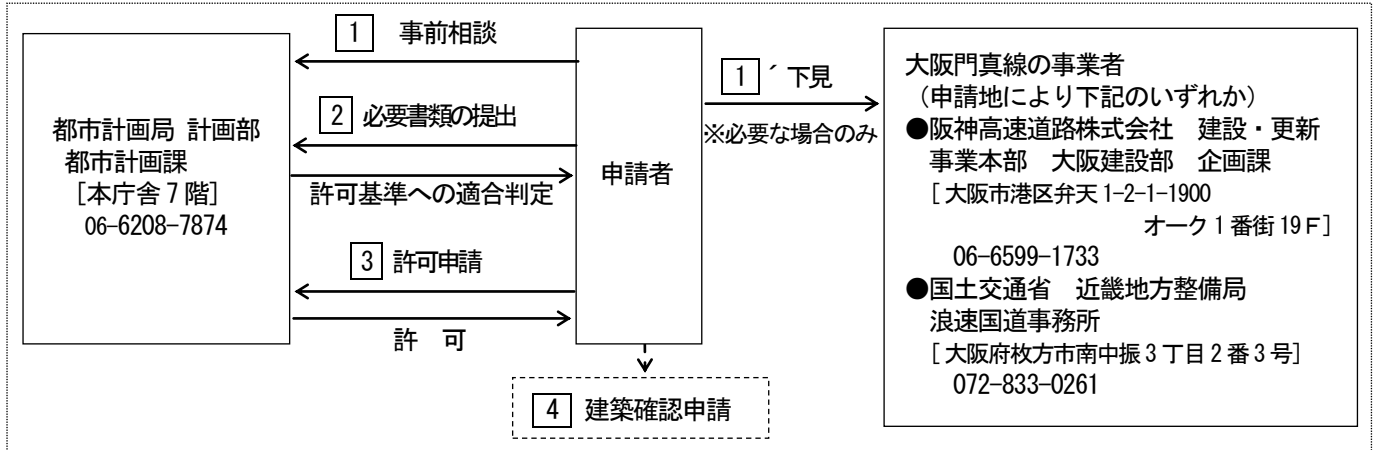 1 事前相談
2 必要書類の提出
許可基準への適合判定
3 許可申請
許 可
都市計画局 計画部
都市計画課
[本庁舎7階]
06-6208-7874
申請者
1 ´ 下見
※必要な場合のみ
4 建築確認申請
大阪門真線の事業者
（申請地により下記のいずれか）
●阪神高速道路株式会社 建設・更新
事業本部 大阪建設部 企画課
[大阪市港区弁天1-2-1-1900
オーク1番街19F]
06-6599-1733
●国土交通省 近畿地方整備局
浪速国道事務所
[大阪府枚方市南中振3丁目2番3号]
072-833-0261